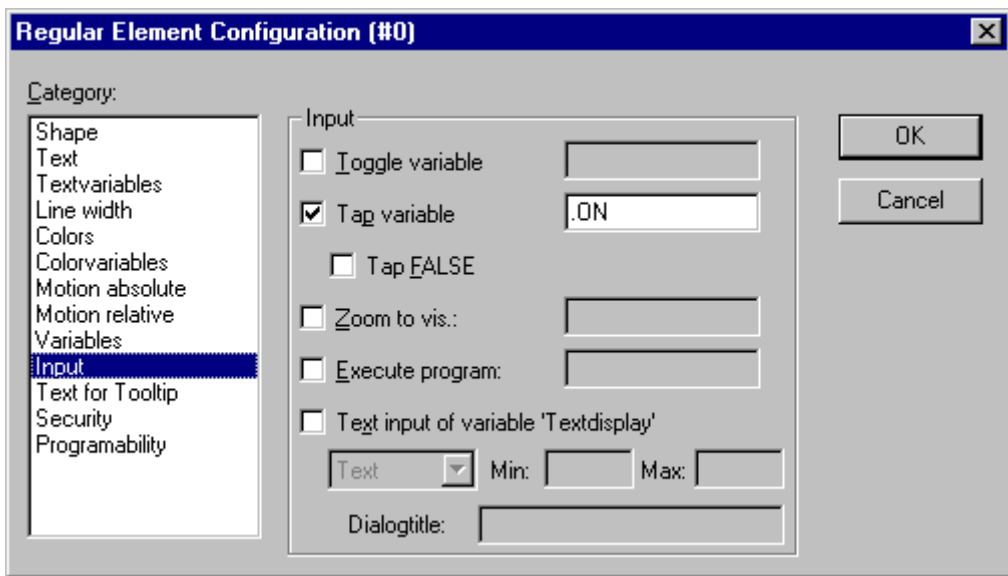 Regular Element Configuration (#0)
Category:
Shape
Text
Textvariables
Line width
Colors
Colorvariables
Motion absolute
Motion relative
Variables
Input
Text for Tooltip
Security
Programability
Input
Toggle variable
Tap variable
.ON
Tap FALSE
Zoom to vis.:
Execute program:
Text input of variable 'Textdisplay'
Text Min: Max:
Dialogtitle:
OK
Cancel